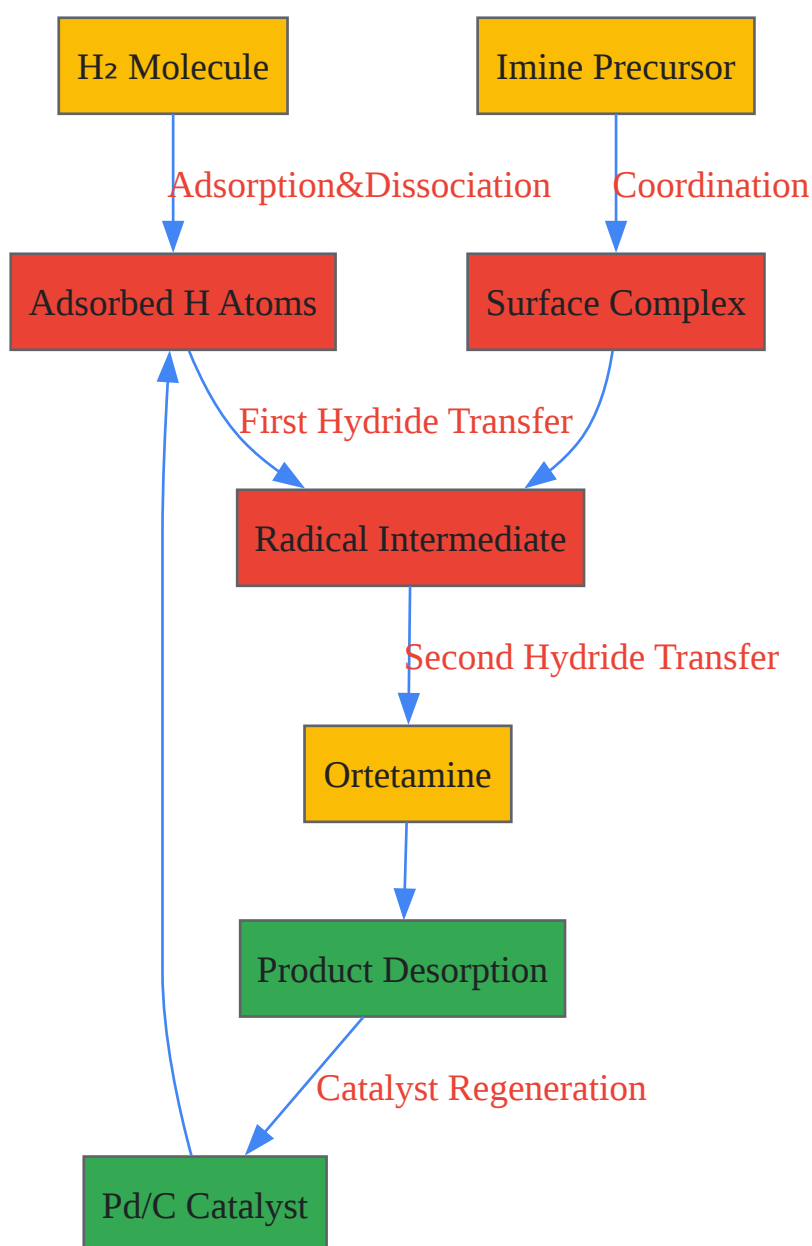 H₂ Molecule
Imine Precursor
Adsorption&Dissociation
Coordination
Adsorbed H Atoms
Surface Complex
First Hydride Transfer
Radical Intermediate
Second Hydride Transfer
Ortetamine
Product Desorption
Catalyst Regeneration
Pd/C Catalyst